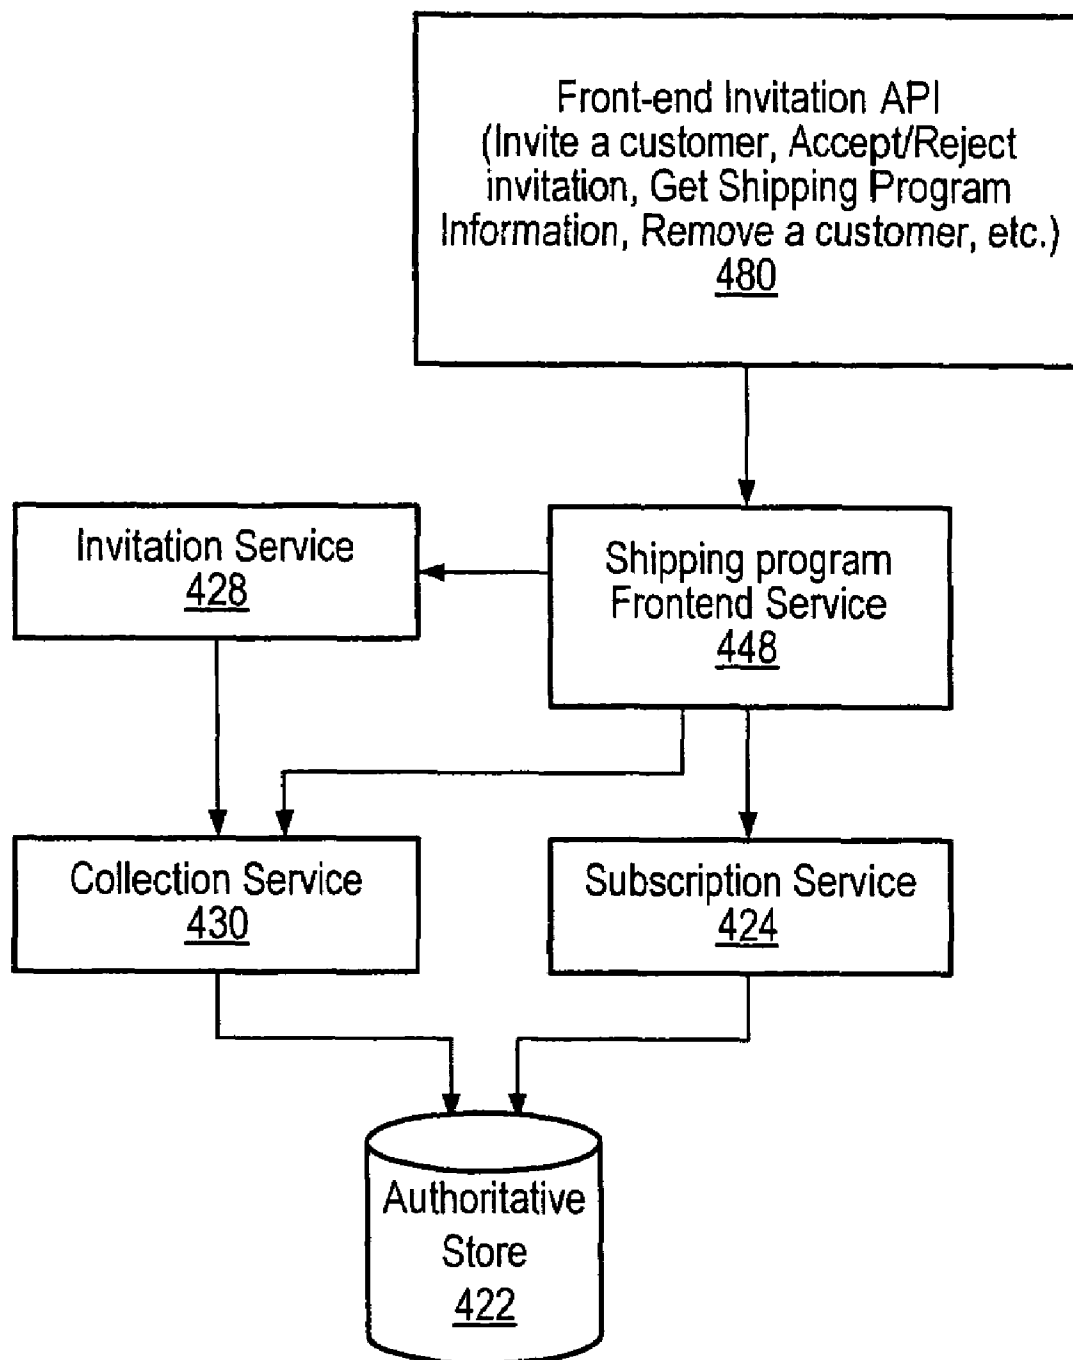 Front-end Invitation API
(Invite a customer, Accept/Reject
invitation, Get Shipping Program
Information, Remove a customer, etc.)
480
Invitation Service
428
Shipping program
Frontend Service
448
Collection Service
430
Subscription Service
424
Authoritative
Store
422